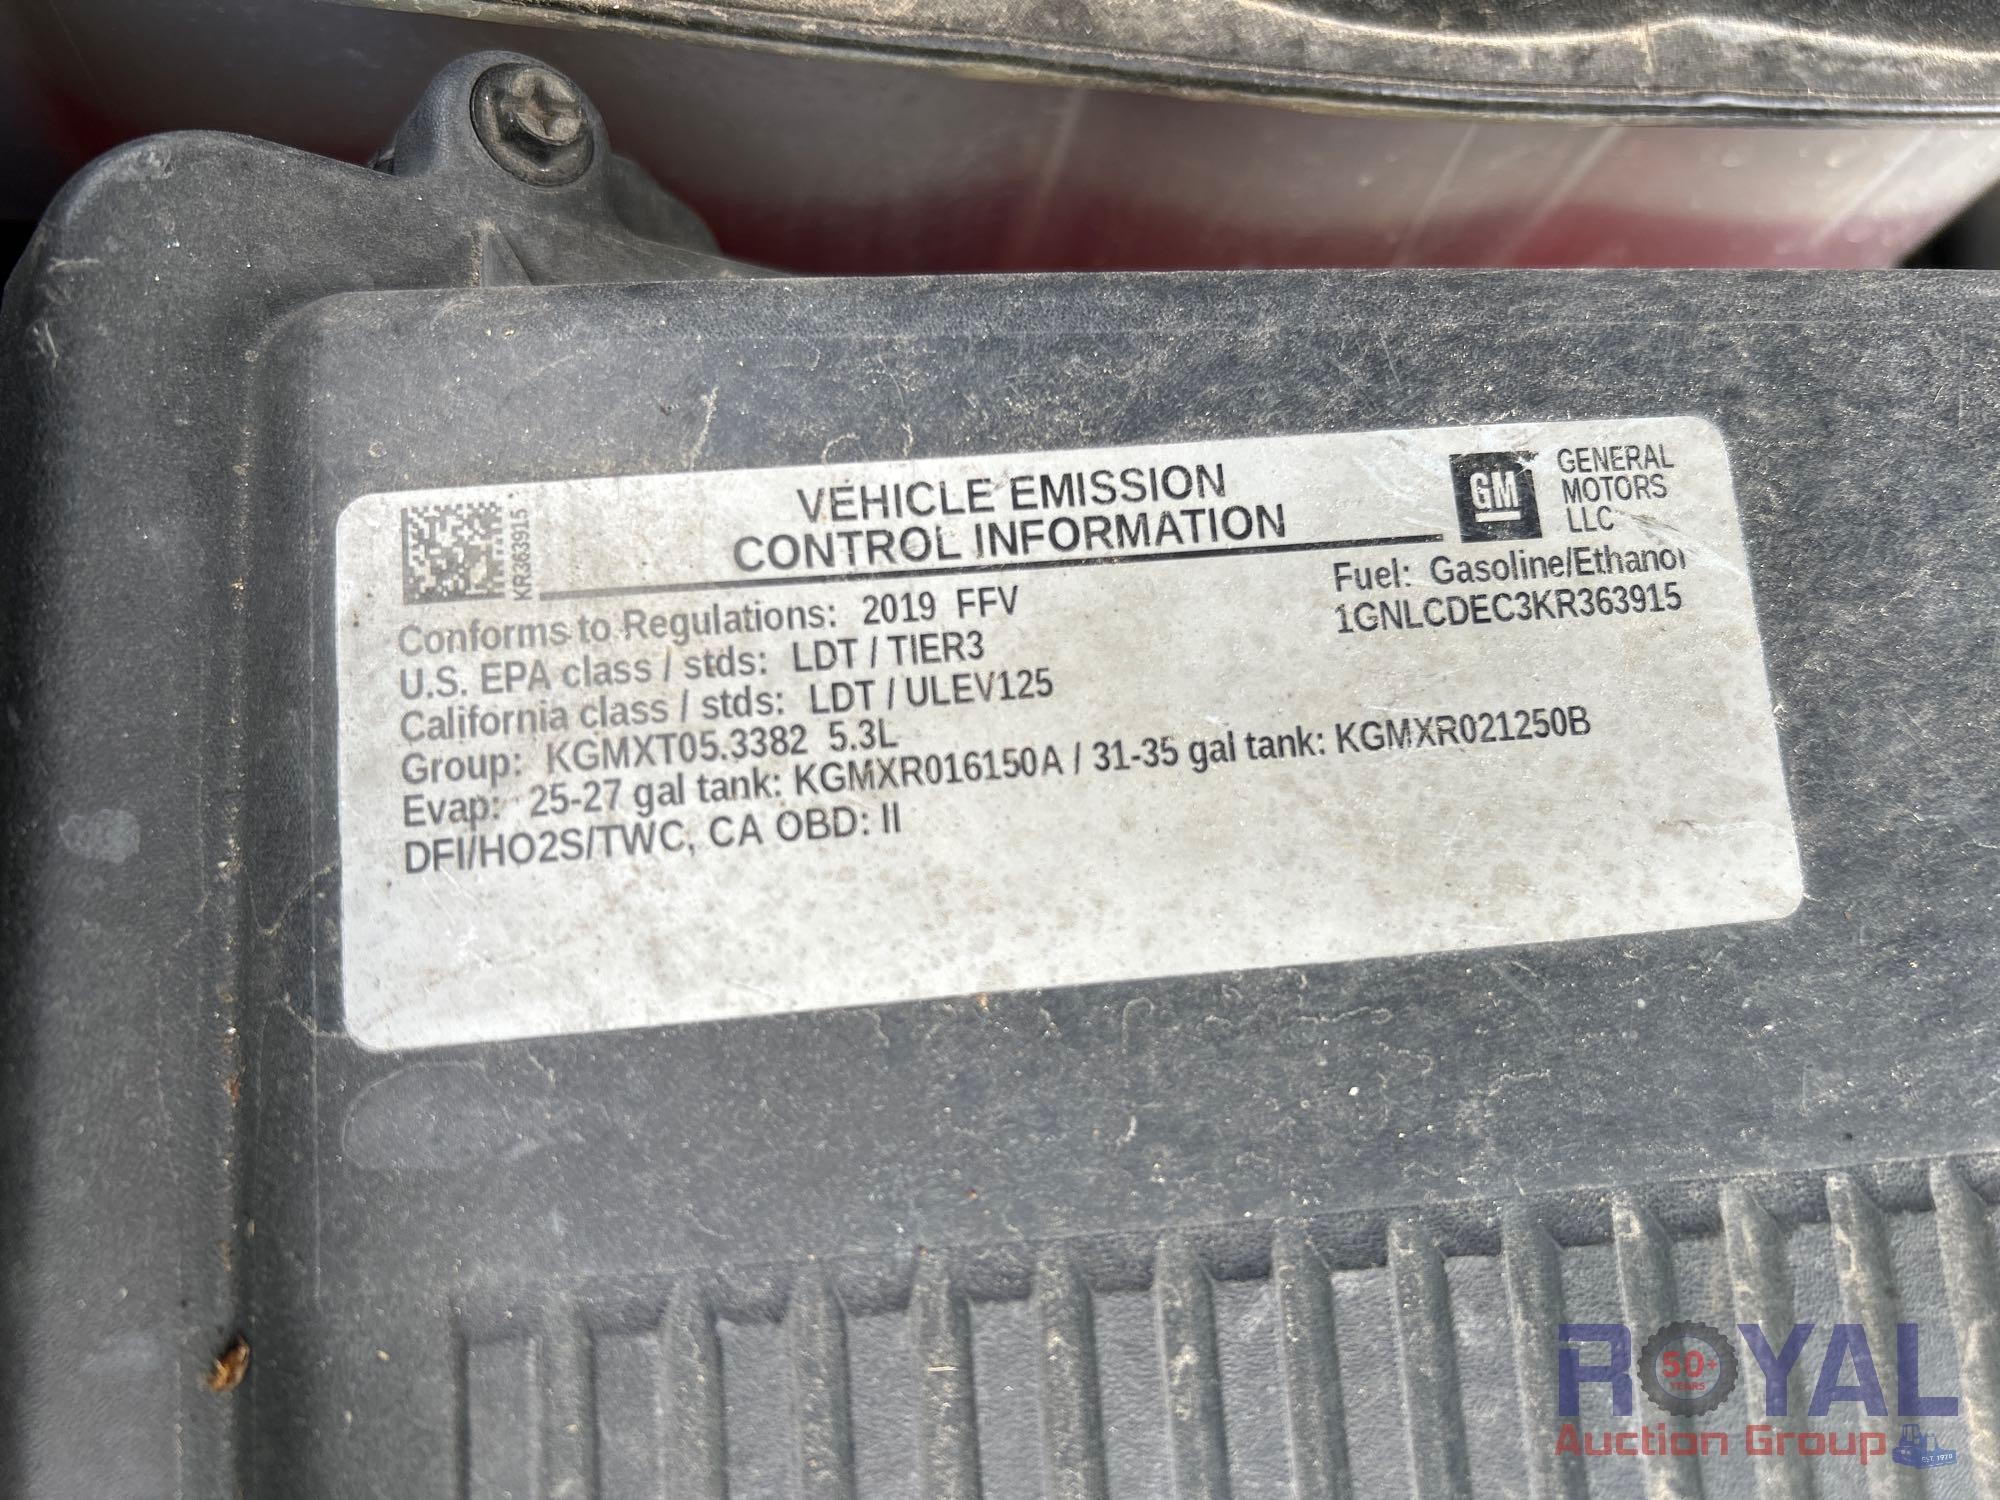 KR363915
VEHICLE EMISSION
CONTROL INFORMATION
GM
GENERAL
MOTORS
LLC
Conforms to Regulations: 2019 FFV
Fuel: Gasoline/Ethanol
U.S. EPA class / stds: LDT / TIER3
1GNLCDEC3KR363915
California class / stds: LDT / ULEV125
Group: KGMXT05.3382 5.3L
Evap: 25-27 gal tank: KGMXR016150A / 31-35 gal tank: KGMXR021250B
DFI/HO2S/TWC, CA OBD: II
ROYAL
50+
YEARS
Auction Group
EST. 1970